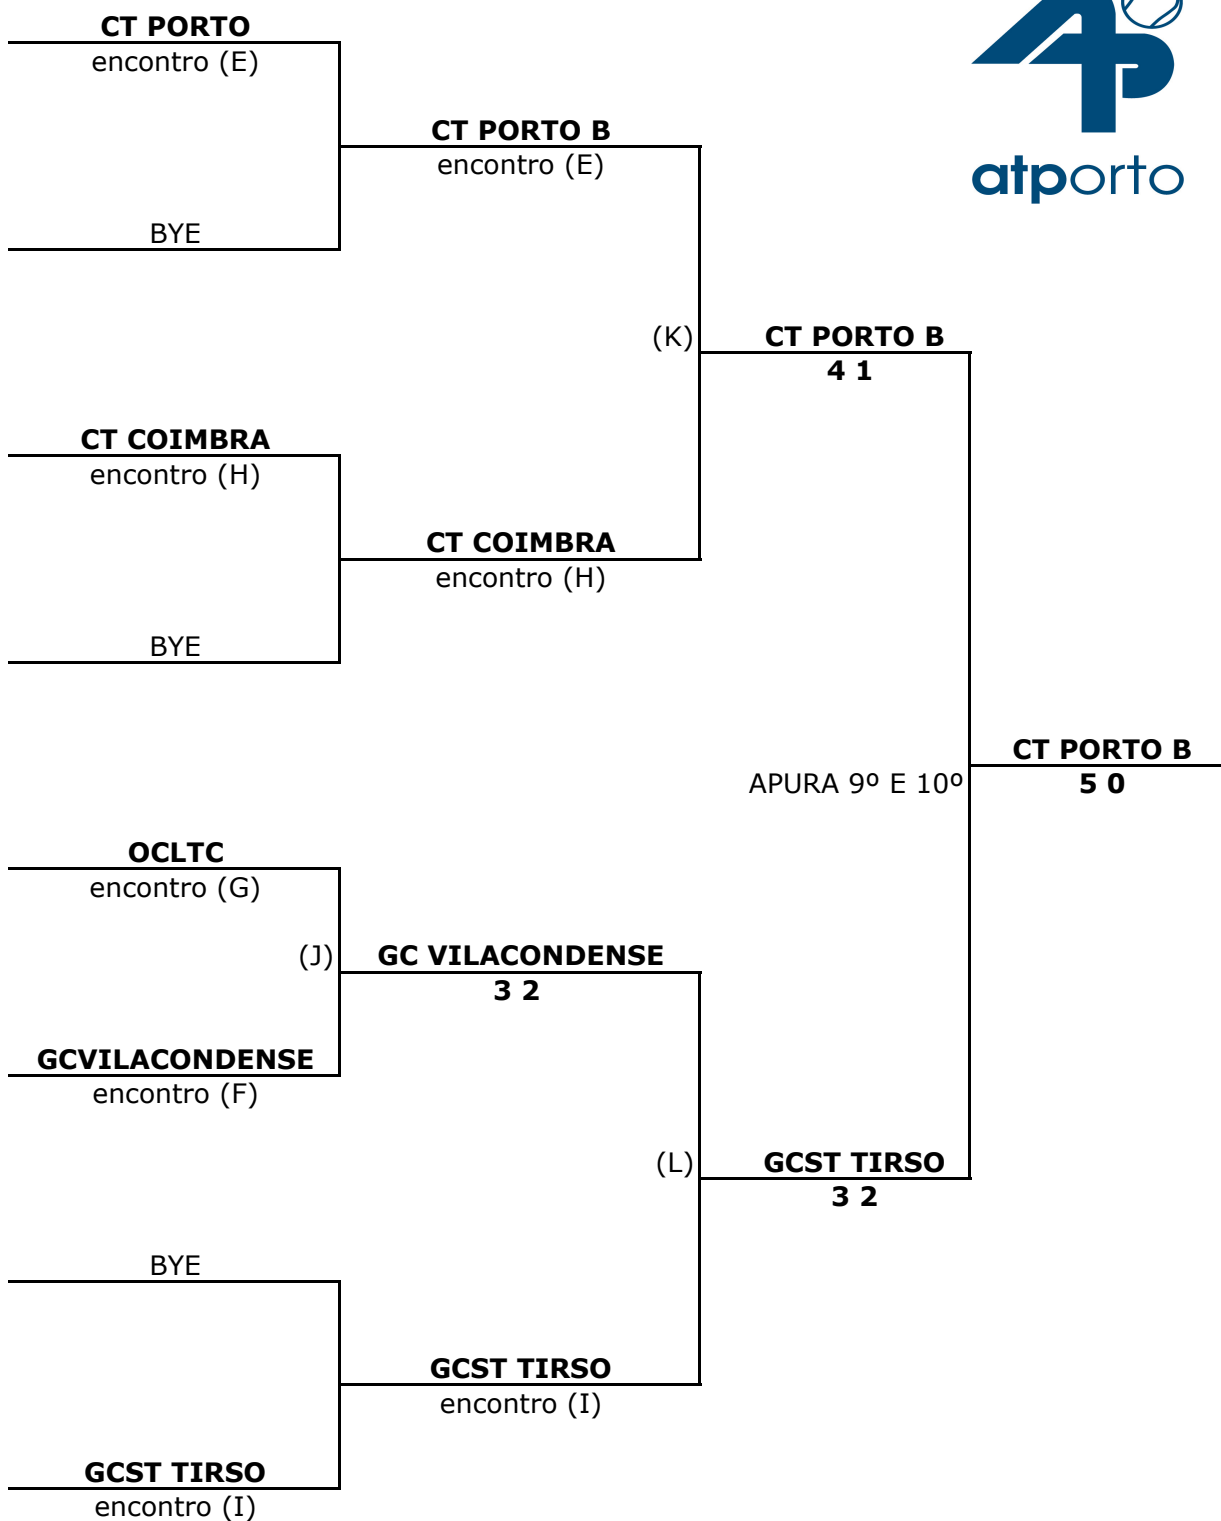 CT PORTO
encontro (E)
CT PORTO B
encontro (E)
atporto
BYE
(K)
CT PORTO B
4 1
CT COIMBRA
encontro (H)
CT COIMBRA
encontro (H)
BYE
CT PORTO B
APURA 9º E 10º
5 0
OCLTC
encontro (G)
(J)
GC VILACONDENSE
3 2
GCVILACONDENSE
encontro (F)
(L)
GCST TIRSO
3 2
BYE
GCST TIRSO
encontro (I)
GCST TIRSO
encontro (I)